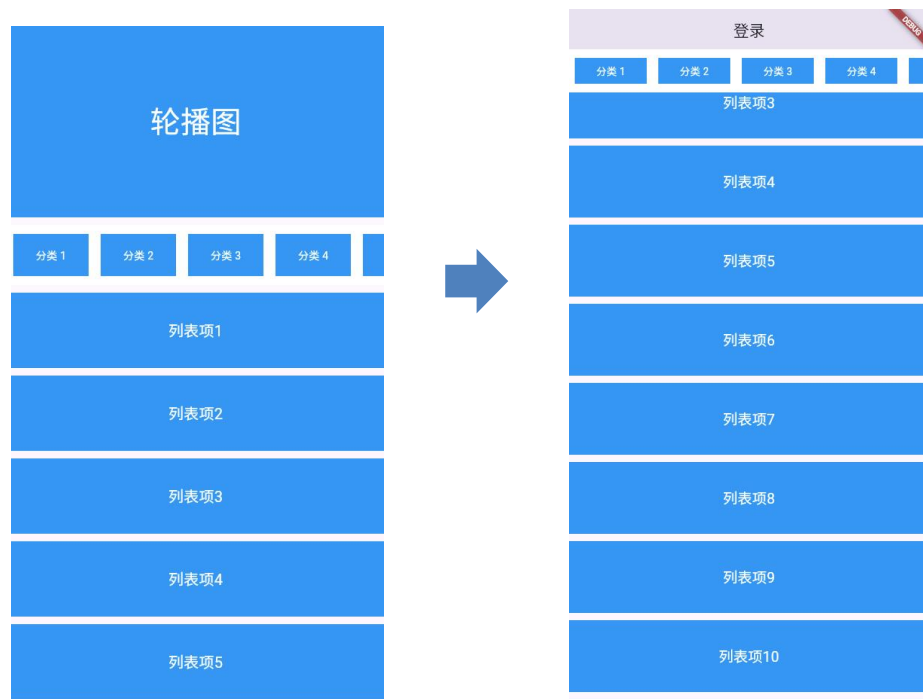 轮播图
分类 1 分类 2 分类 3 分类 4
列表项1
列表项2
列表项3
列表项4
列表项5
登录
DEBUG
分类 1 分类 2 分类 3 分类 4
列表项3
列表项4
列表项5
列表项6
列表项7
列表项8
列表项9
列表项10